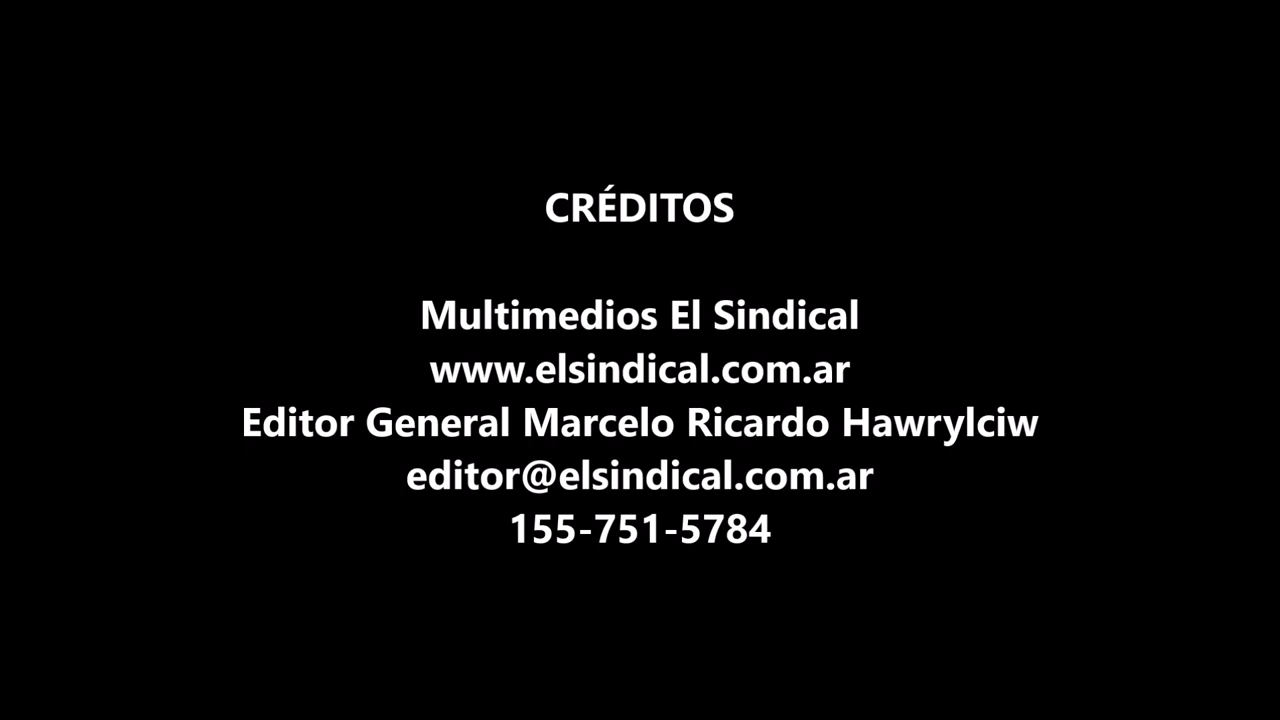 CRÉDITOS
Multimedios El Sindical
www.elsindical.com.ar
Editor General Marcelo Ricardo Hawrylciw
editor@elsindical.com.ar
155-751-5784